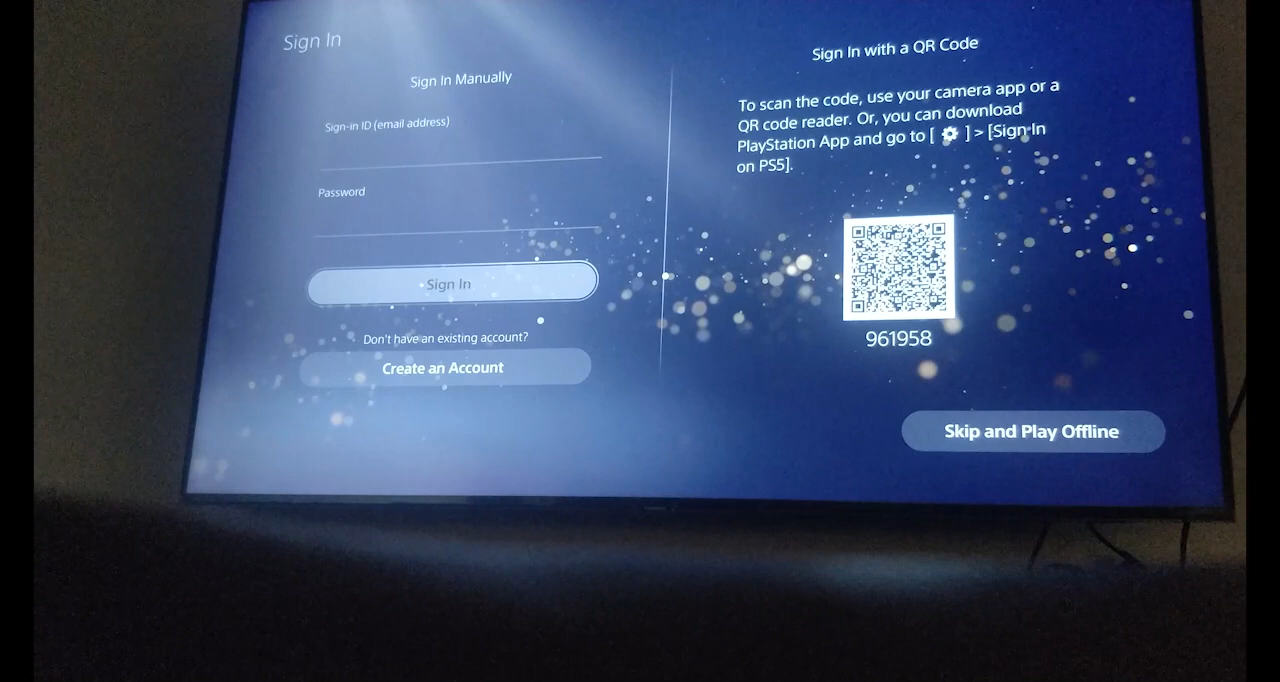 Sign In
Sign In Manually
Sign-in ID (email address)
Password
Sign In
Don't have an existing account?
Create an Account
Sign In with a QR Code
To scan the code, use your camera app or a
QR code reader. Or, you can download
PlayStation App and go to [ ] > [Sign In
on PS5].
961958
Skip and Play Offline